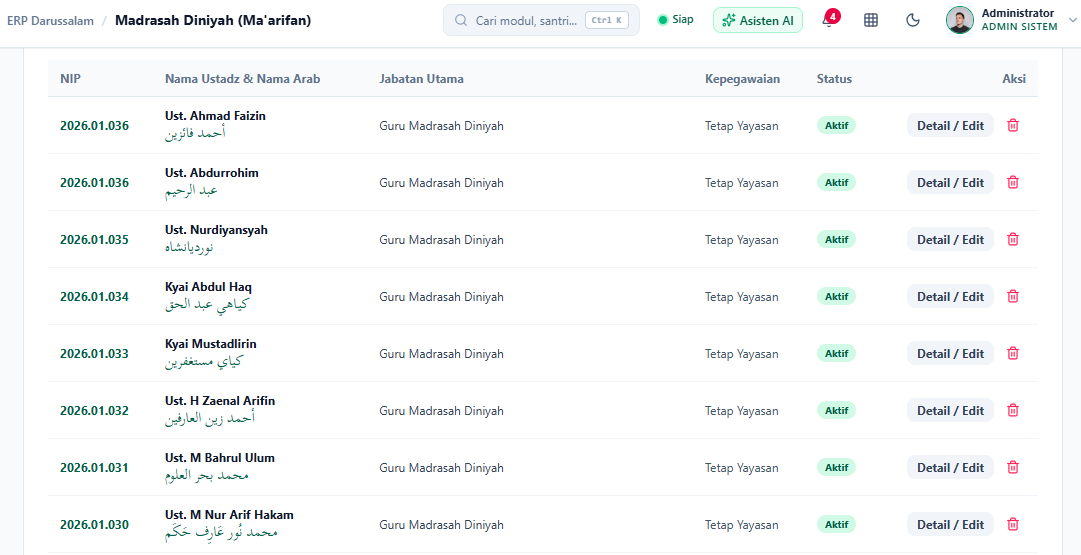 ERP Darussalam / Madrasah Diniyah (Ma'arifan)
Cari modul, santri... Ctrl K
Siap
Asisten AI
4
Administrator
ADMIN SISTEM
NIP Nama Ustadz & Nama Arab Jabatan Utama Kepegawaian Status Aksi
2026.01.036 Ust. Ahmad Faizin Guru Madrasah Diniyah Tetap Yayasan Aktif Detail / Edit
أحمد فائزين
2026.01.036 Ust. Abdurrohim Guru Madrasah Diniyah Tetap Yayasan Aktif Detail / Edit
عبد الرحيم
2026.01.035 Ust. Nurdiyansyah Guru Madrasah Diniyah Tetap Yayasan Aktif Detail / Edit
نورديانشاه
2026.01.034 Kyai Abdul Haq Guru Madrasah Diniyah Tetap Yayasan Aktif Detail / Edit
كياهي عبد الحق
2026.01.033 Kyai Mustadlirin Guru Madrasah Diniyah Tetap Yayasan Aktif Detail / Edit
كياي مستغفرين
2026.01.032 Ust. H Zaenal Arifin Guru Madrasah Diniyah Tetap Yayasan Aktif Detail / Edit
أحمد زين العارفين
2026.01.031 Ust. M Bahrul Ulum Guru Madrasah Diniyah Tetap Yayasan Aktif Detail / Edit
محمد بحر العلوم
2026.01.030 Ust. M Nur Arif Hakam Guru Madrasah Diniyah Tetap Yayasan Aktif Detail / Edit
محمد نُور عَارِف حَكَم